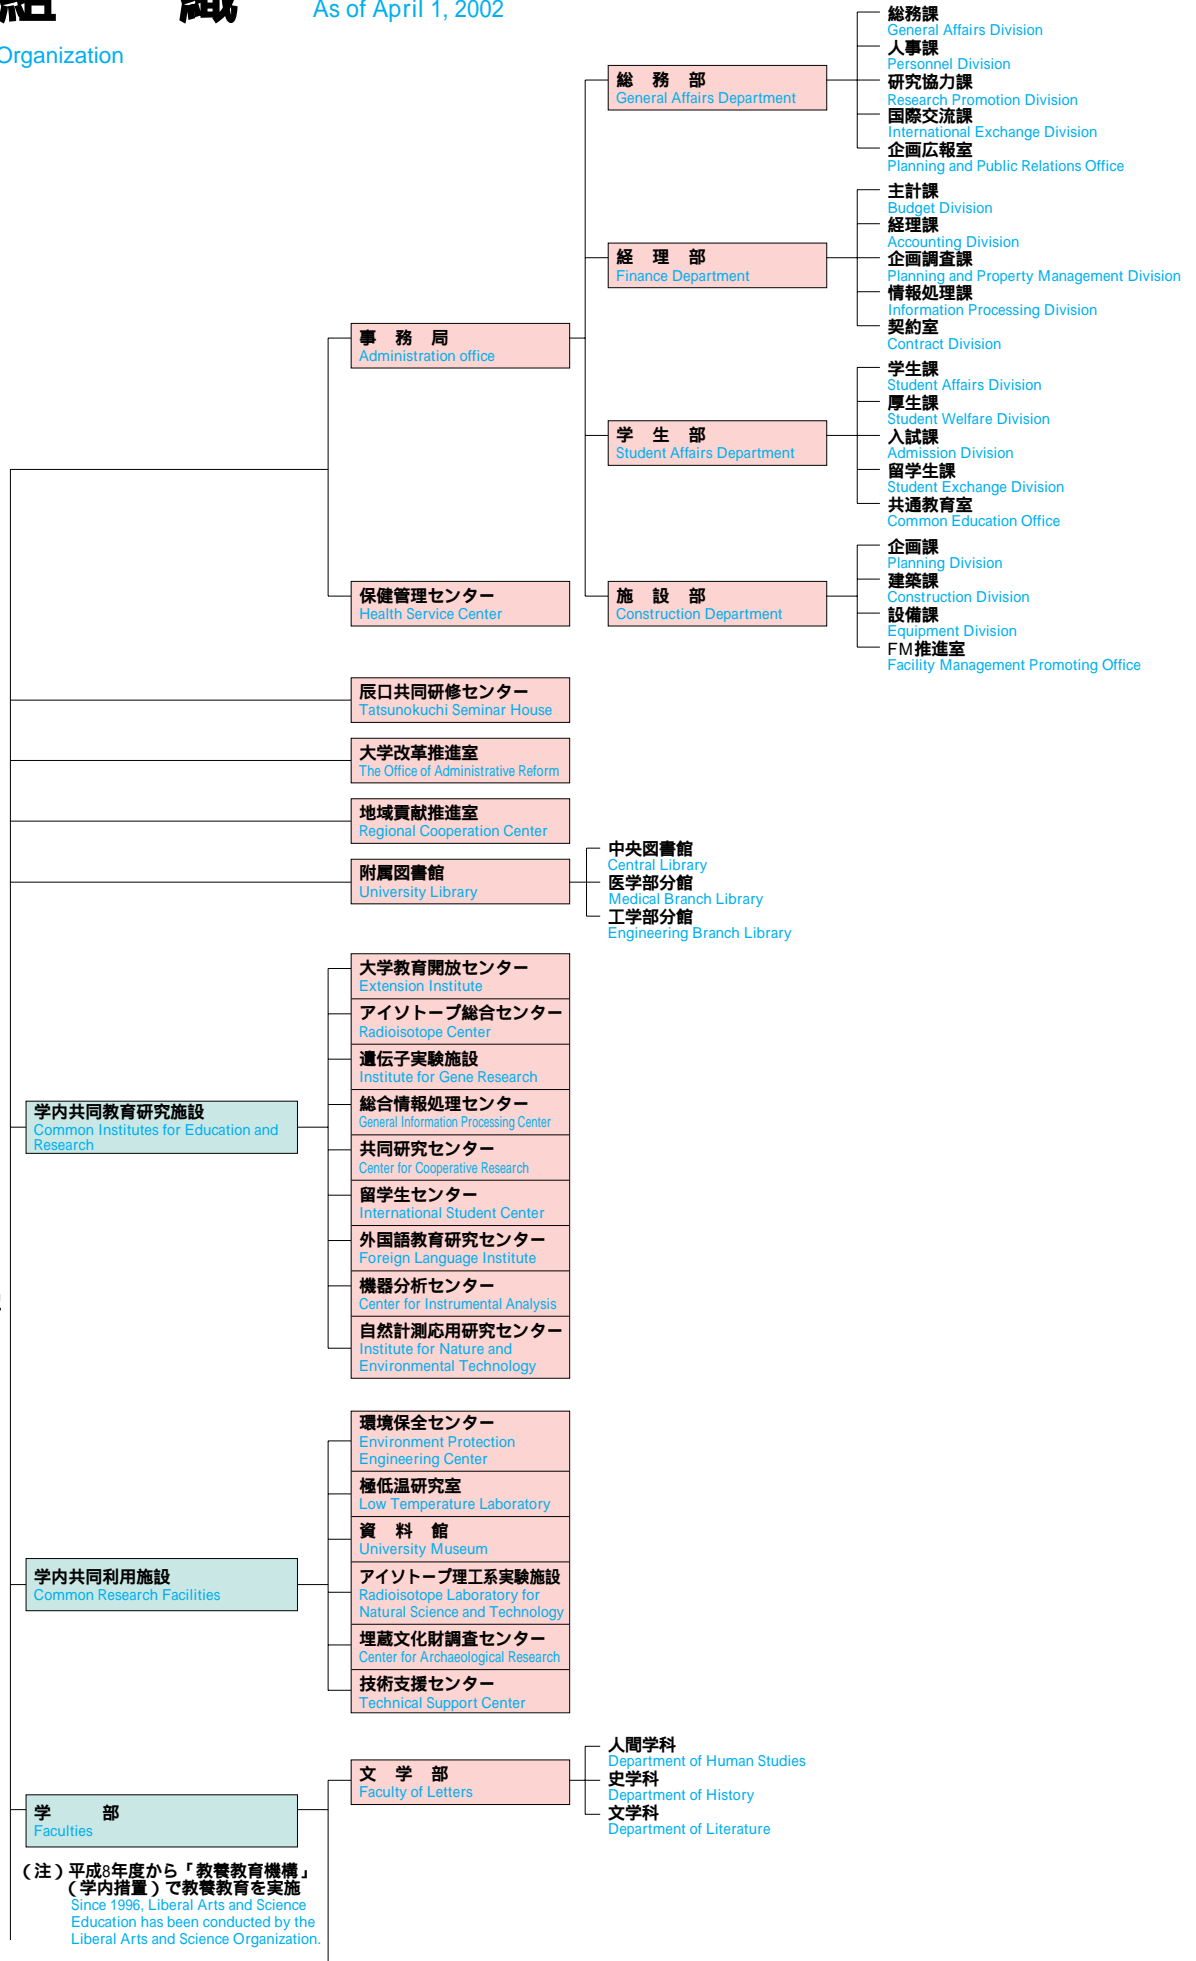 組　織
As of April 1, 2002
Organization
総務課
General Affairs Division
人事課
Personnel Division
総　務　部
General Affairs Department
研究協力課
Research Promotion Division
国際交流課
International Exchange Division
企画広報室
Planning and Public Relations Office
主計課
Budget Division
経理課
Accounting Division
経　理　部
Finance Department
企画調査課
Planning and Property Management Division
情報処理課
Information Processing Division
契約室
Contract Division
事　務　局
Administration office
学生課
Student Affairs Division
厚生課
Student Welfare Division
学　生　部
Student Affairs Department
入試課
Admission Division
留学生課
Student Exchange Division
共通教育室
Common Education Office
企画課
Planning Division
建築課
Construction Division
保健管理センター
Health Service Center
施　設　部
Construction Department
設備課
Equipment Division
FM推進室
Facility Management Promoting Office
辰口共同研修センター
Tatsunokuchi Seminar House
大学改革推進室
The Office of Administrative Reform
地域貢献推進室
Regional Cooperation Center
附属図書館
University Library
中央図書館
Central Library
医学部分館
Medical Branch Library
工学部分館
Engineering Branch Library
学内共同教育研究施設
Common Institutes for Education and
Research
大学教育開放センター
Extension Institute
アイソトープ総合センター
Radioisotope Center
遺伝子実験施設
Institute for Gene Research
総合情報処理センター
General Information Processing Center
共同研究センター
Center for Cooperative Research
留学生センター
International Student Center
外国語教育研究センター
Foreign Language Institute
機器分析センター
Center for Instrumental Analysis
自然計測応用研究センター
Institute for Nature and
Environmental Technology
学内共同利用施設
Common Research Facilities
環境保全センター
Environment Protection
Engineering Center
極低温研究室
Low Temperature Laboratory
資　料　館
University Museum
アイソトープ理工系実験施設
Radioisotope Laboratory for
Natural Science and Technology
埋蔵文化財調査センター
Center for Archaeological Research
技術支援センター
Technical Support Center
学　　　部
Faculties
文　学　部
Faculty of Letters
人間学科
Department of Human Studies
史学科
Department of History
文学科
Department of Literature
（注）平成8年度から「教養教育機構」
（学内措置）で教養教育を実施
Since 1996, Liberal Arts and Science
Education has been conducted by the
Liberal Arts and Science Organization.